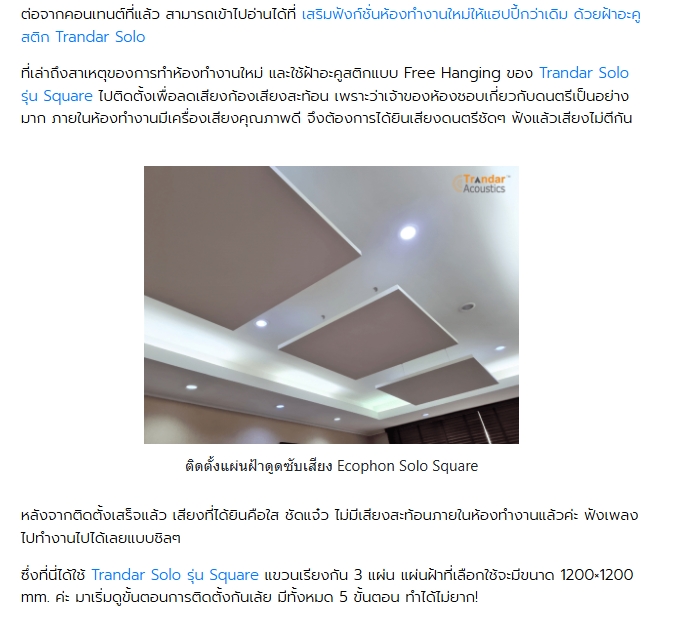 ต่อจากคอนเทนต์ที่แล้ว สามารถเข้าไปอ่านได้ที่ เสริมฟังก์ชั่นห้องทำงานใหม่ให้แฮปปี้กว่าเดิม ด้วยฝ้าอะคู
สติก Trandar Solo
ที่เล่าถึงสาเหตุของการทำห้องทำงานใหม่ และใช้ฝ้าอะคูสติกแบบ Free Hanging ของ Trandar Solo
รุ่น Square ไปติดตั้งเพื่อลดเสียงก้องเสียงสะท้อน เพราะว่าเจ้าของห้องชอบเกี่ยวกับดนตรีเป็นอย่าง
มาก ภายในห้องทำงานมีเครื่องเสียงคุณภาพดี จึงต้องการได้ยินเสียงดนตรีชัดๆ ฟังแล้วเสียงไม่ตีกัน
Trandar™
Acoustics
ติดตั้งแผ่นฝ้าดูดซับเสียง Ecophon Solo Square
หลังจากติดตั้งเสร็จแล้ว เสียงที่ได้ยินคือใส ชัดแจ๋ว ไม่มีเสียงสะท้อนภายในห้องทำงานแล้วค่ะ ฟังเพลง
ไปทำงานไปได้เลยแบบชิลๆ
ซึ่งที่นี่ได้ใช้ Trandar Solo รุ่น Square แขวนเรียงกัน 3 แผ่น แผ่นฝ้าที่เลือกใช้จะมีขนาด 1200×1200
mm. ค่ะ มาเริ่มดูขั้นตอนการติดตั้งกันเล้ย มีทั้งหมด 5 ขั้นตอน ทำได้ไม่ยาก!